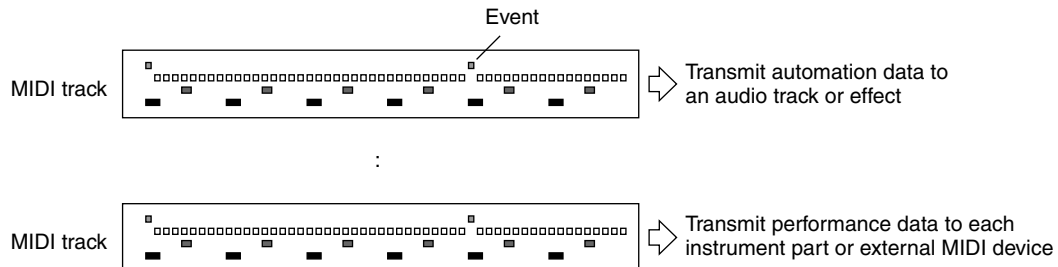 Event
MIDI track
Transmit automation data to
an audio track or effect
:
MIDI track
Transmit performance data to each
instrument part or external MIDI device